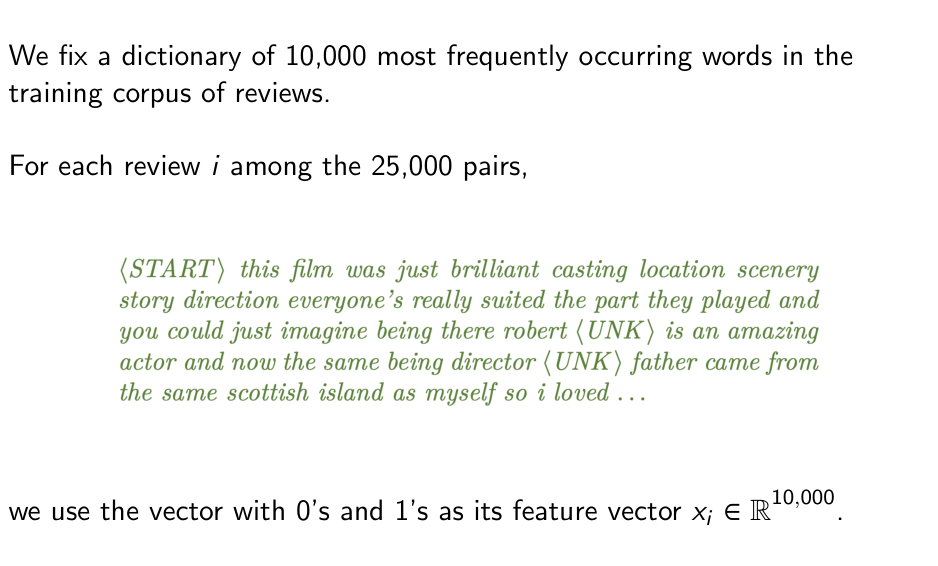 We fix a dictionary of 10,000 most frequently occurring words in the
training corpus of reviews.
For each review i among the 25,000 pairs,
⟨START⟩ this film was just brilliant casting location scenery
story direction everyone's really suited the part they played and
you could just imagine being there robert ⟨UNK⟩ is an amazing
actor and now the same being director ⟨UNK⟩ father came from
the same scottish island as myself so i loved ...
we use the vector with 0's and 1's as its feature vector xᵢ ∈ ℝ¹⁰,⁰⁰⁰.